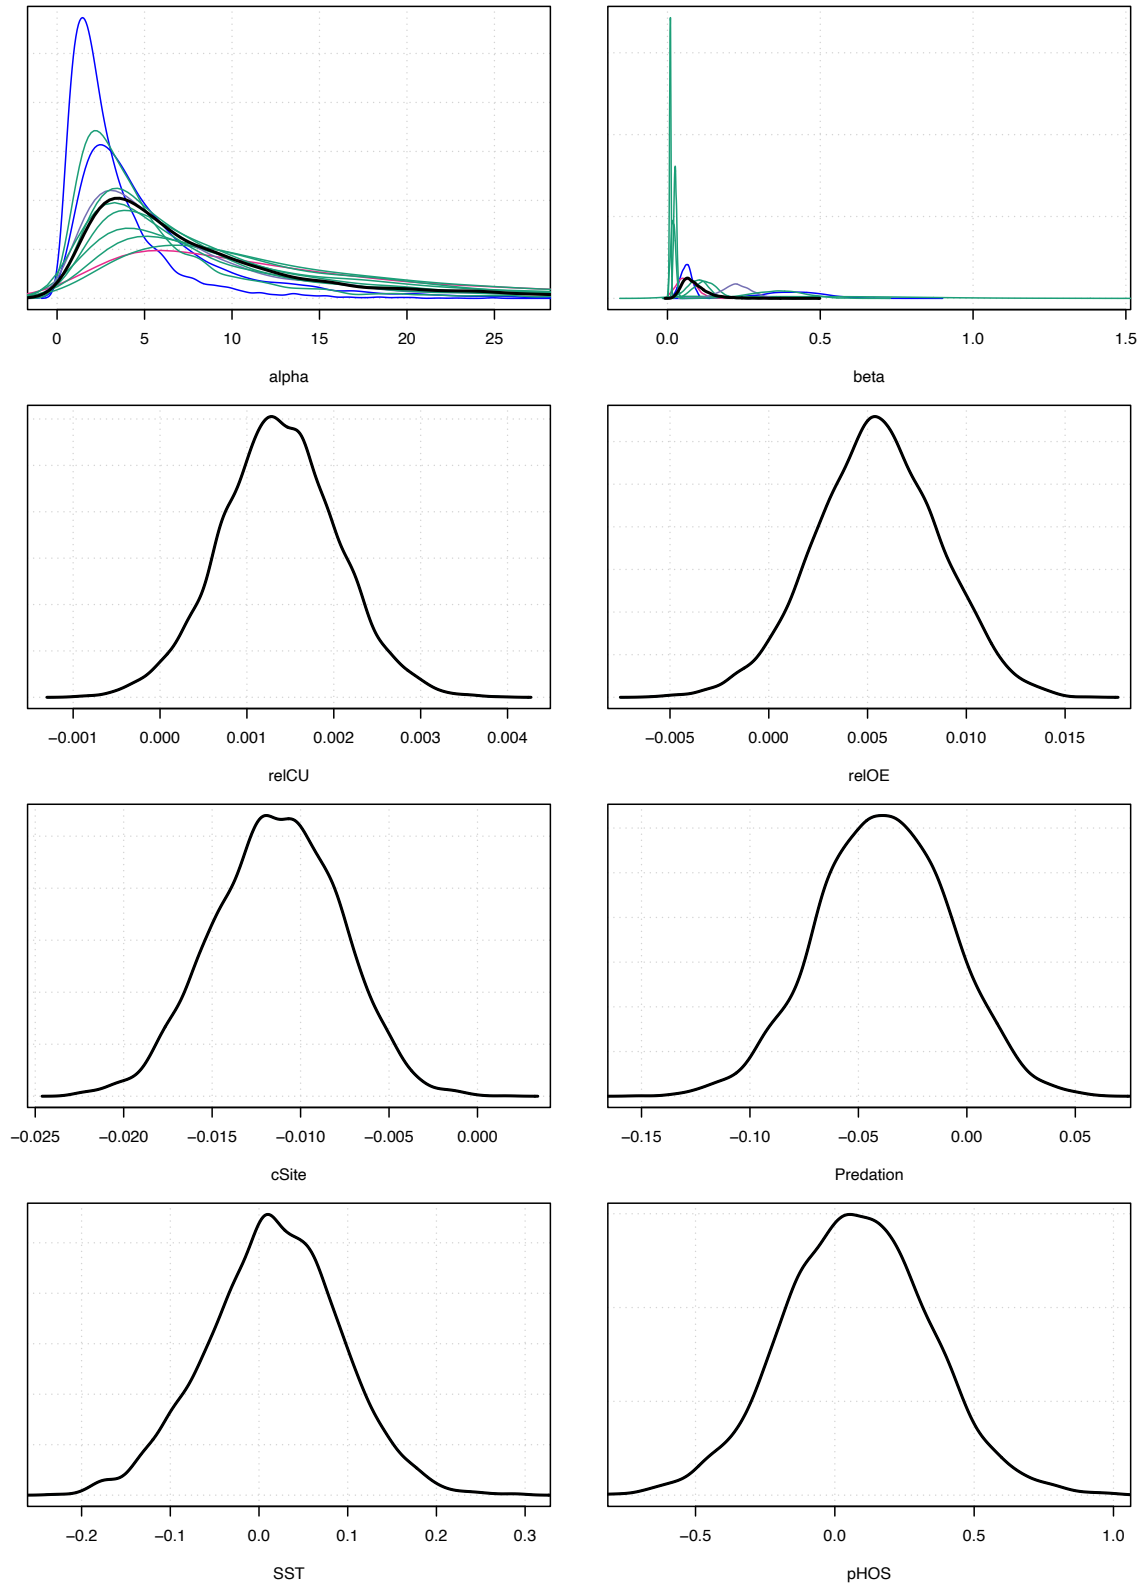 0 5 10 15 20 25
alpha
0.0 0.5 1.0 1.5
beta
−0.001 0.000 0.001 0.002 0.003 0.004
relCU
−0.005 0.000 0.005 0.010 0.015
relOE
−0.025 −0.020 −0.015 −0.010 −0.005 0.000
cSite
−0.15 −0.10 −0.05 0.00 0.05
Predation
−0.2 −0.1 0.0 0.1 0.2 0.3
SST
−0.5 0.0 0.5 1.0
pHOS